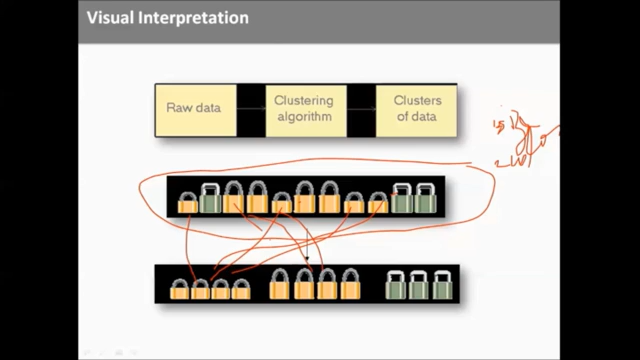 Visual Interpretation
Raw data
Clustering
algorithm
Clusters
of data